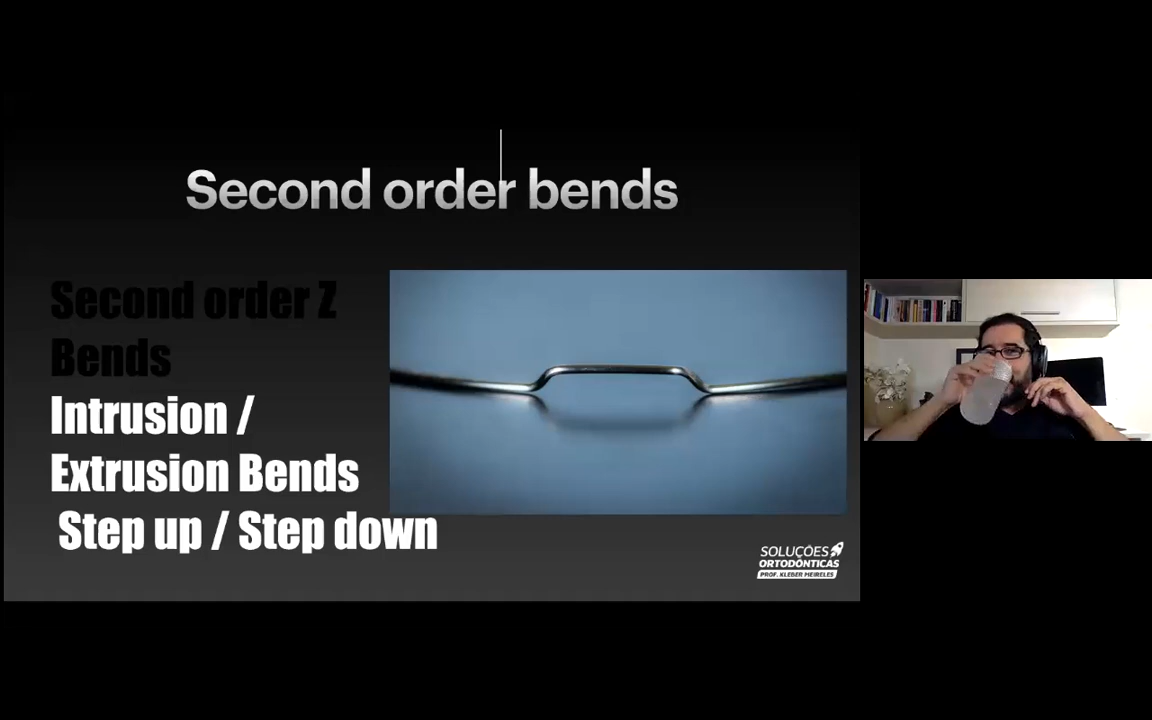 Second order bends
Second order Z
Bends
Intrusion /
Extrusion Bends
Step up / Step down
SOLUÇÕES
ORTODÔNTICAS
PROF. KLEBER MEIRELES